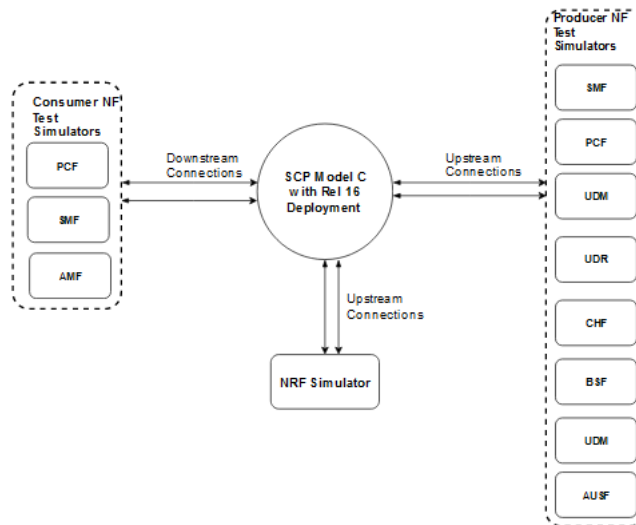 Consumer NF
Test
Simulators
PCF
SMF
AMF
Downstream
Connections
SCP Model C
with Rel 16
Deployment
Upstream
Connections
Upstream
Connections
NRF Simulator
Producer NF
Test
Simulators
SMF
PCF
UDM
UDR
CHF
BSF
UDM
AUSF